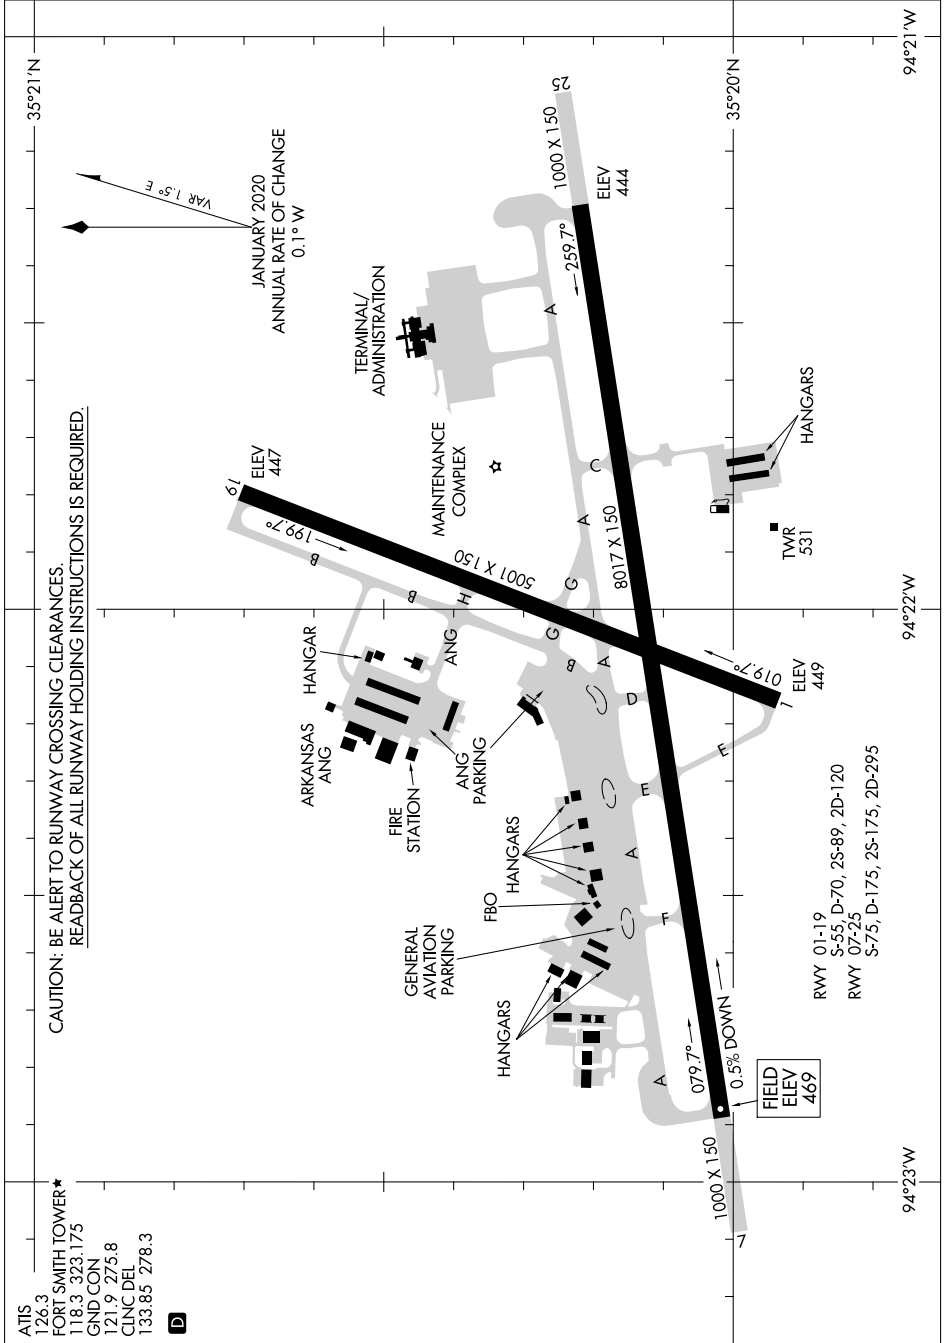 ATIS
126.3
FORT SMITH TOWER★
118.3 323.175
GND CON
121.9 275.8
CLNC DEL
133.85 278.3
D
CAUTION: BE ALERT TO RUNWAY CROSSING CLEARANCES.
READBACK OF ALL RUNWAY HOLDING INSTRUCTIONS IS REQUIRED.
35°21'N
VAR 1.5° E
JANUARY 2020
ANNUAL RATE OF CHANGE
0.1° W
TERMINAL/
ADMINISTRATION
MAINTENANCE
COMPLEX
ELEV
447
19
199.7°
5001 X 150
B
B
H
ANG
HANGAR
ARKANSAS
ANG
FIRE
STATION
ANG
PARKING
G
G
B
A
A
C
A
8017 X 150
259.7°
1000 X 150
25
ELEV
444
35°20'N
HANGARS
TWR
531
019.7°
1
ELEV
449
D
E
E
A
F
HANGARS
FBO
GENERAL
AVIATION
PARKING
HANGARS
A
079.7°
0.5% DOWN
FIELD
ELEV
469
1000 X 150
7
RWY 01-19
S-55, D-70, 2S-89, 2D-120
RWY 07-25
S-75, D-175, 2S-175, 2D-295
94°23'W
94°22'W
94°21'W